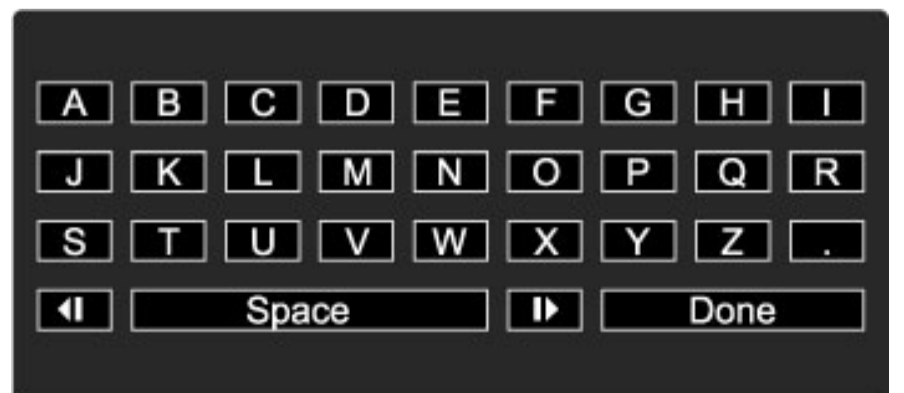 A B C D E F G H I
J K L M N O P Q R
S T U V W X Y Z .
Space Done